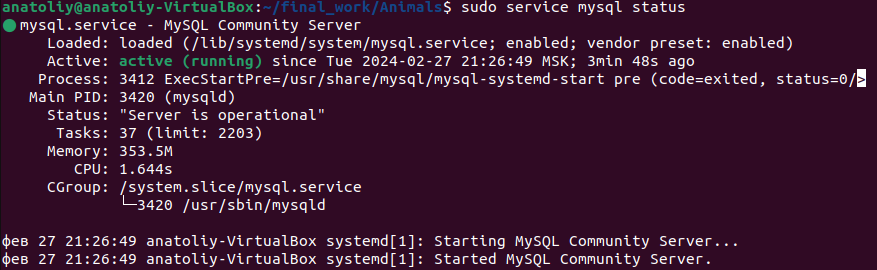 anatoliy@anatoliy-VirtualBox:~/final_work/Animals$ sudo service mysql status
● mysql.service - MySQL Community Server
     Loaded: loaded (/lib/systemd/system/mysql.service; enabled; vendor preset: enabled)
     Active: active (running) since Tue 2024-02-27 21:26:49 MSK; 3min 48s ago
    Process: 3412 ExecStartPre=/usr/share/mysql/mysql-systemd-start pre (code=exited, status=0/>
   Main PID: 3420 (mysqld)
     Status: "Server is operational"
      Tasks: 37 (limit: 2203)
     Memory: 353.5M
        CPU: 1.644s
     CGroup: /system.slice/mysql.service
             └─3420 /usr/sbin/mysqld
фев 27 21:26:49 anatoliy-VirtualBox systemd[1]: Starting MySQL Community Server...
фев 27 21:26:49 anatoliy-VirtualBox systemd[1]: Started MySQL Community Server.